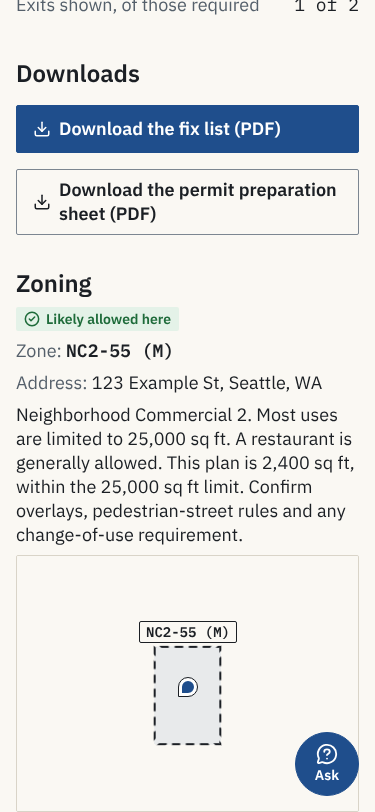 Exits shown, of those required 1 of 2
Downloads
Download the fix list (PDF)
Download the permit preparation
sheet (PDF)
Zoning
Likely allowed here
Zone: NC2-55 (M)
Address: 123 Example St, Seattle, WA
Neighborhood Commercial 2. Most uses
are limited to 25,000 sq ft. A restaurant is
generally allowed. This plan is 2,400 sq ft,
within the 25,000 sq ft limit. Confirm
overlays, pedestrian-street rules and any
change-of-use requirement.
NC2-55 (M)
Ask